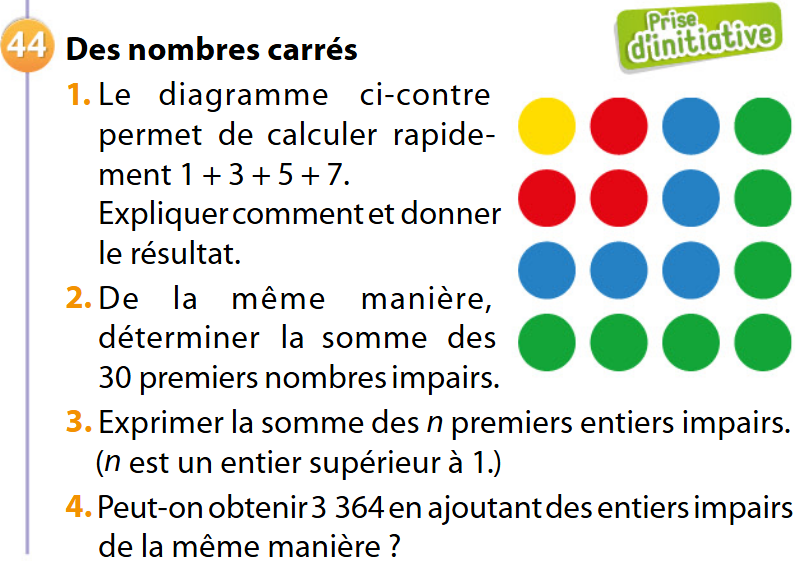 44 Des nombres carrés
Prise
d'initiative
1. Le diagramme ci-contre
permet de calculer rapide-
ment 1 + 3 + 5 + 7.
Expliquer comment et donner
le résultat.
2. De la même manière,
déterminer la somme des
30 premiers nombres impairs.
3. Exprimer la somme des n premiers entiers impairs.
(n est un entier supérieur à 1.)
4. Peut-on obtenir 3 364 en ajoutant des entiers impairs
de la même manière ?